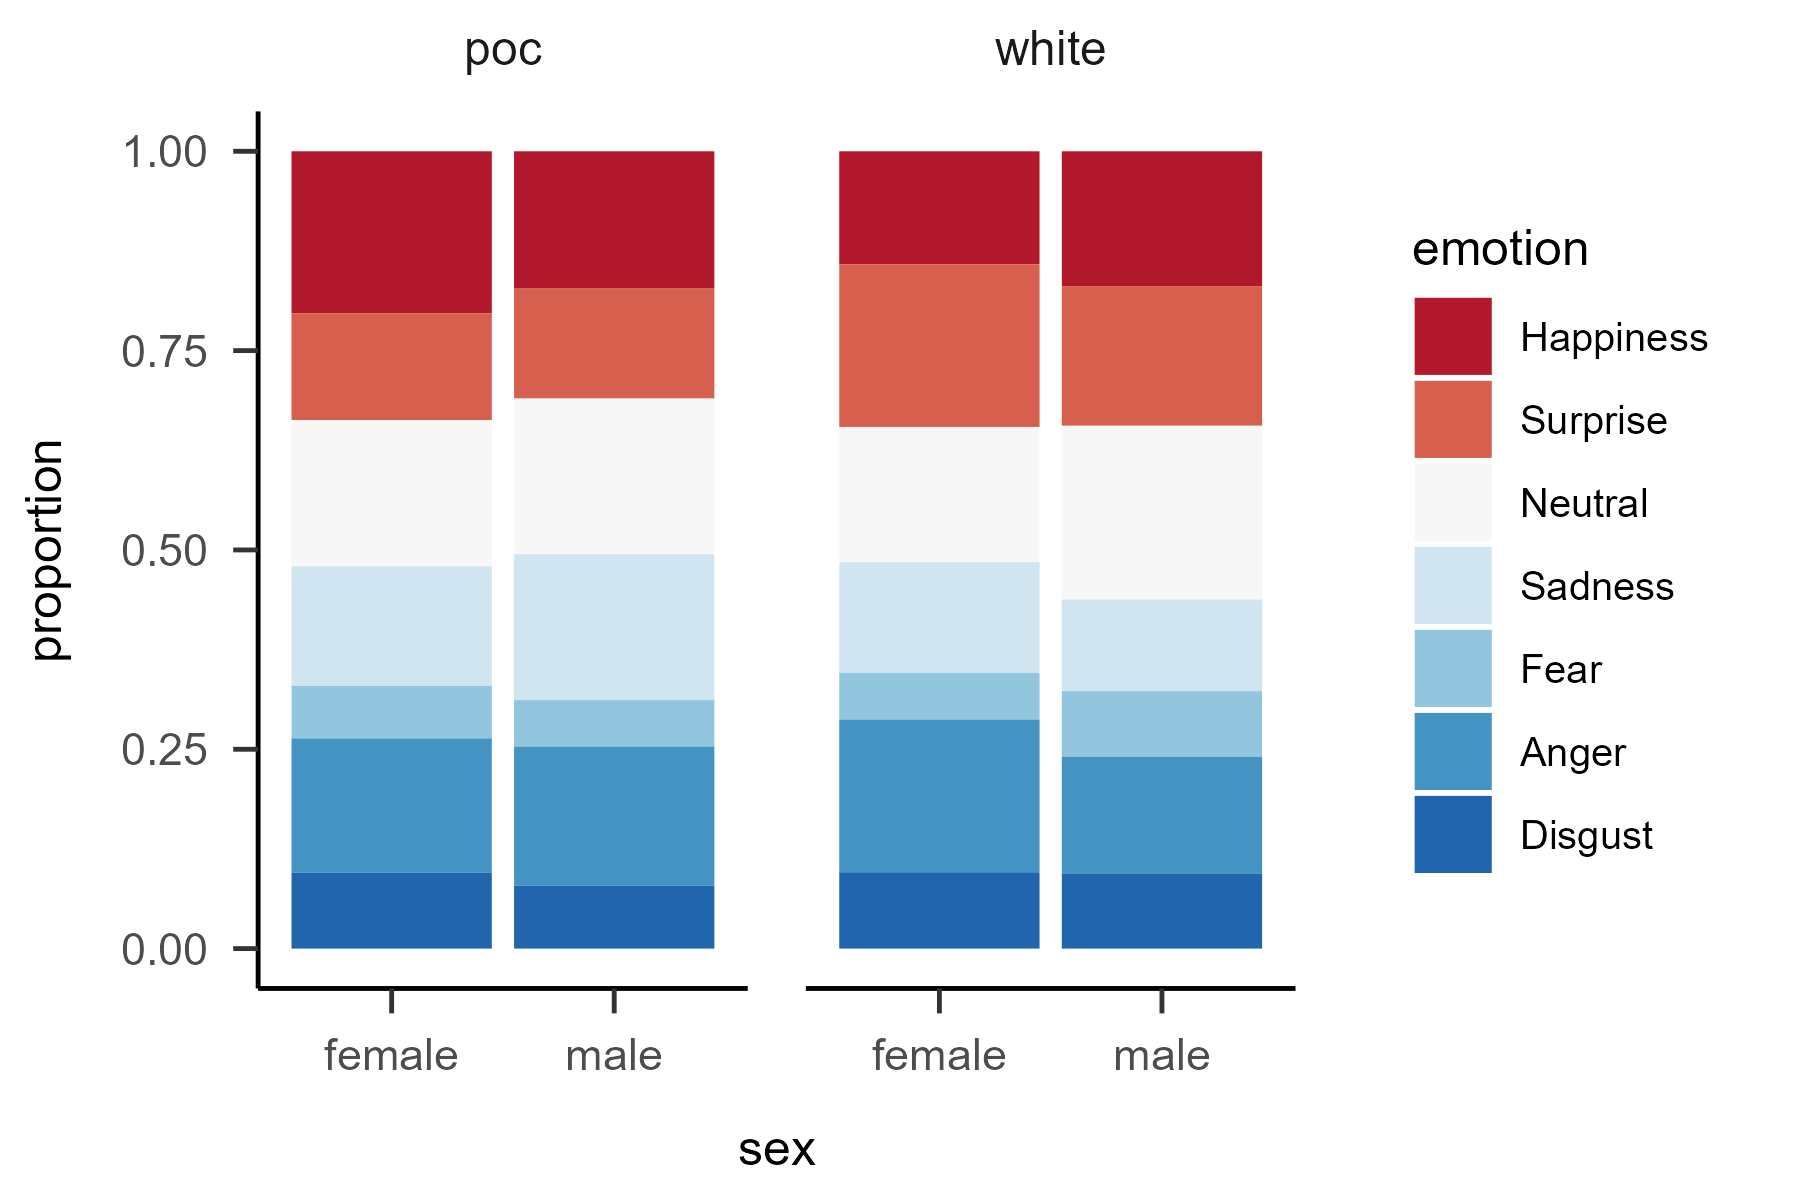 poc
white
1.00
0.75
0.50
0.25
0.00
proportion
female
male
female
male
sex
emotion
Happiness
Surprise
Neutral
Sadness
Fear
Anger
Disgust